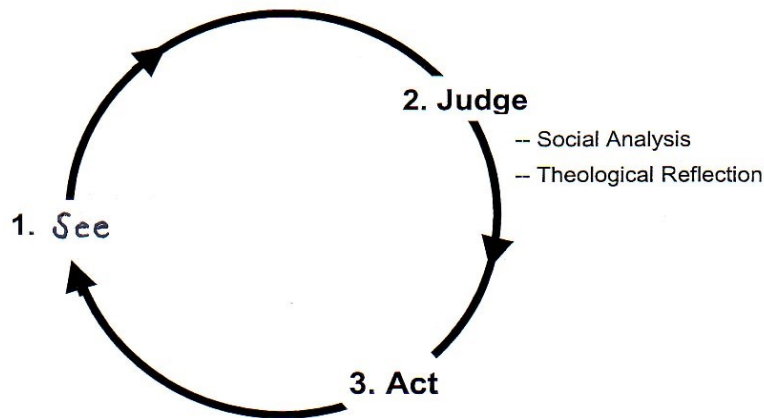 1. See
2. Judge
-- Social Analysis
-- Theological Reflection
3. Act